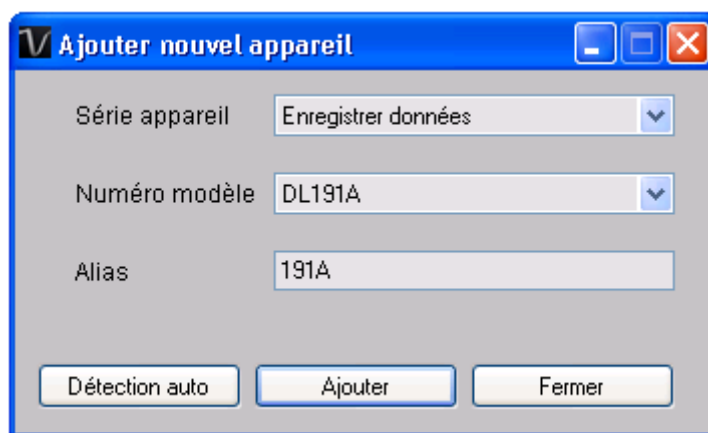 Ajouter nouvel appareil
Série appareil Enregistrer données
Numéro modèle DL191A
Alias 191A
Détection auto Ajouter Fermer